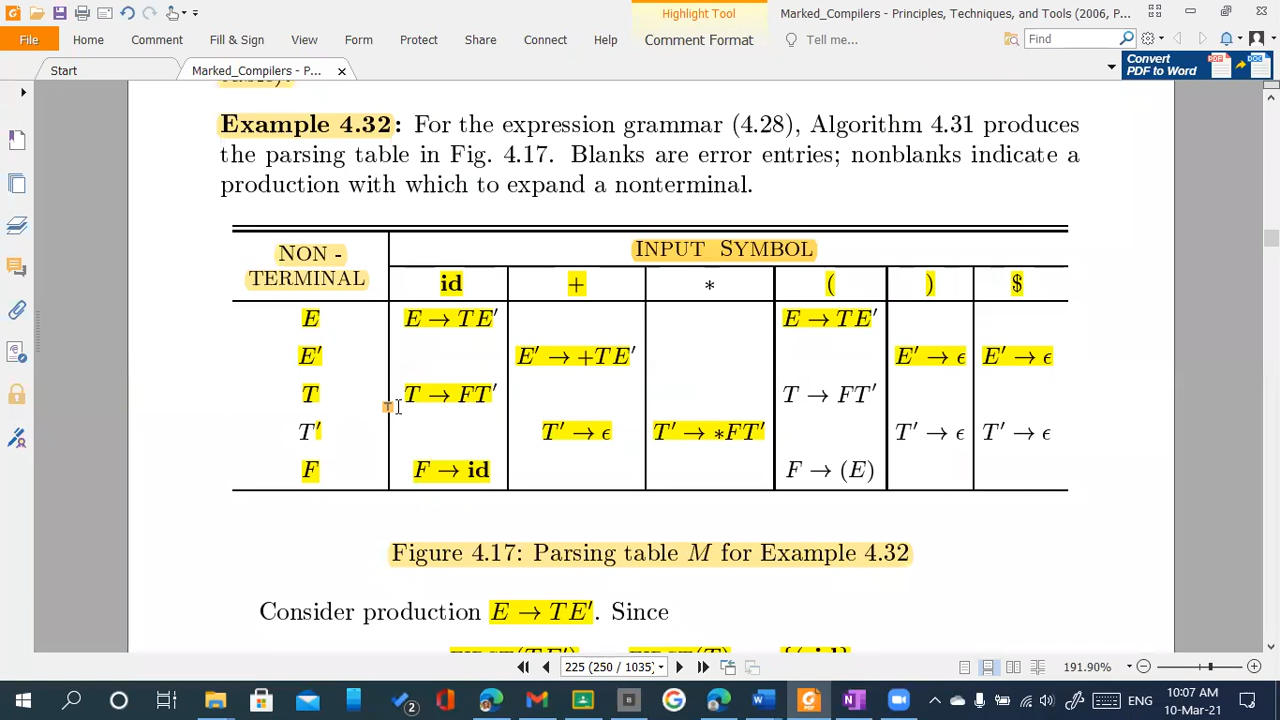 Highlight Tool
Marked_Compilers - Principles, Techniques, and Tools (2006, P...
File Home Comment Fill & Sign View Form Protect Share Connect Help Comment Format Tell me... Find
Start Marked_Compilers - P...
Convert
PDF to Word
Example 4.32: For the expression grammar (4.28), Algorithm 4.31 produces
the parsing table in Fig. 4.17. Blanks are error entries; nonblanks indicate a
production with which to expand a nonterminal.
NON -
TERMINAL
INPUT SYMBOL
id + * ( ) $
E E → TE′ E → TE′
E′ E′ → +TE′ E′ → ϵ E′ → ϵ
T T → FT′ T → FT′
T′ T′ → ϵ T′ → *FT′ T′ → ϵ T′ → ϵ
F F → id F → (E)
Figure 4.17: Parsing table M for Example 4.32
Consider production E → TE′. Since
225 (250 / 1035) 191.90%
2 ENG 10:07 AM
10-Mar-21